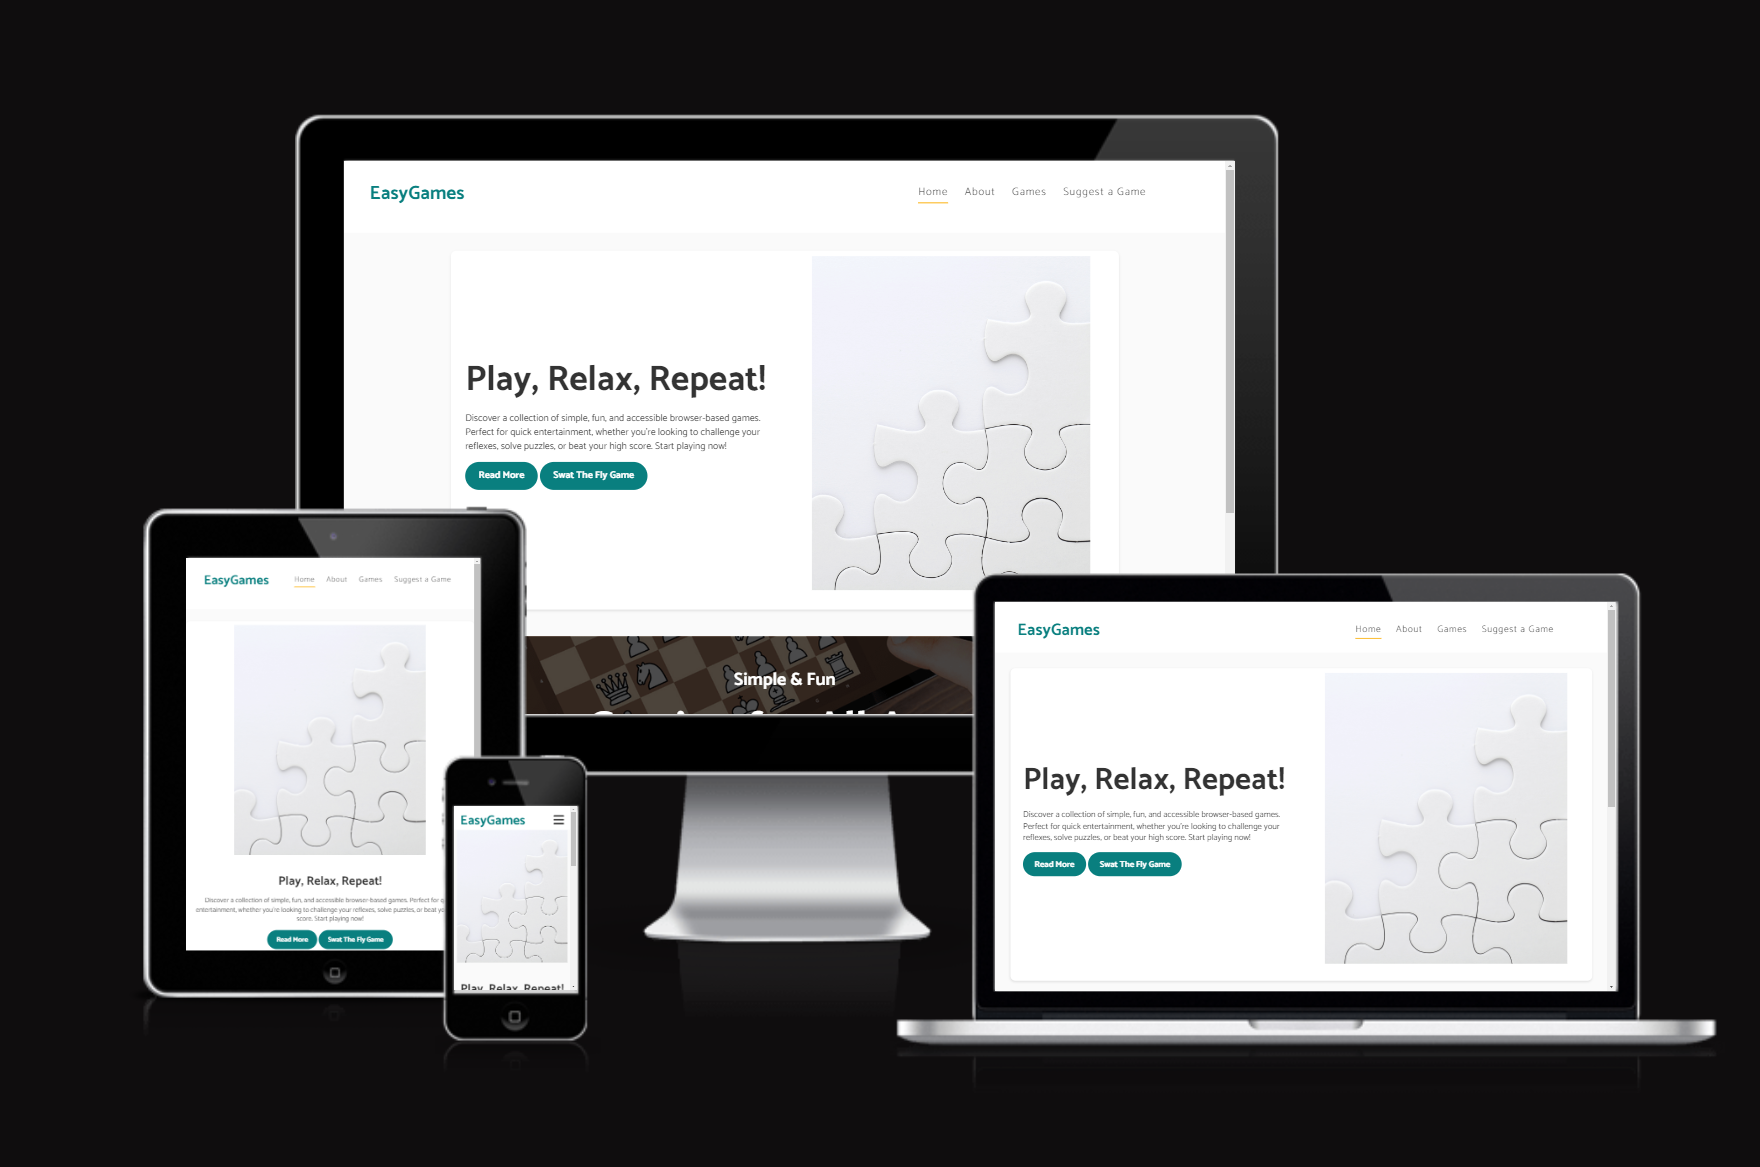 EasyGames
Home About Games Suggest a Game
Play, Relax, Repeat!
Discover a collection of simple, fun, and accessible browser-based games.
Perfect for quick entertainment, whether you're looking to challenge your
reflexes, solve puzzles, or beat your high score. Start playing now!
Read More Swat The Fly Game
Simple & Fun
EasyGames Home About Games Suggest a Game
Play, Relax, Repeat!
Discover a collection of simple, fun, and accessible browser-based games. Perfect for
entertainment, whether you're looking to challenge your reflexes, solve puzzles, or beat
score. Start playing now!
Read More Swat The Fly Game
EasyGames
Play, Relax, Repeat!
EasyGames
Home About Games Suggest a Game
Play, Relax, Repeat!
Discover a collection of simple, fun, and accessible browser-based games.
Perfect for quick entertainment, whether you're looking to challenge your
reflexes, solve puzzles, or beat your high score. Start playing now!
Read More Swat The Fly Game